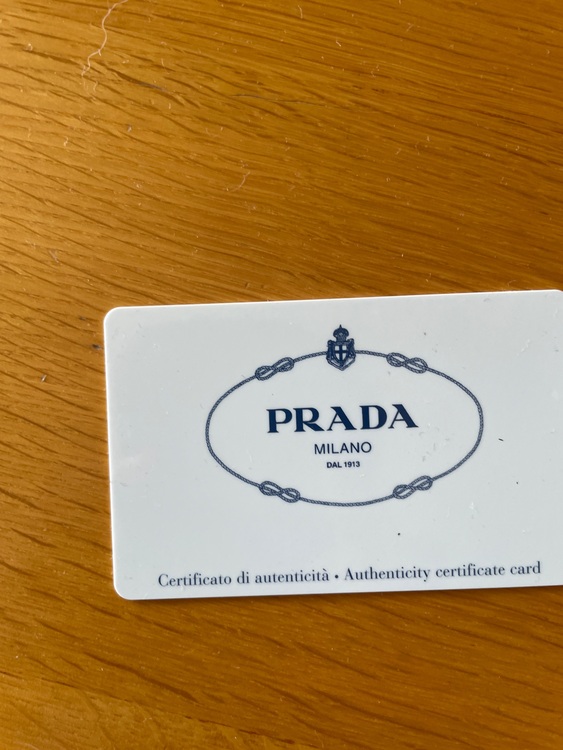 PRADA
MILANO
DAL 1913
Certificato di autenticità • Authenticity certificate card